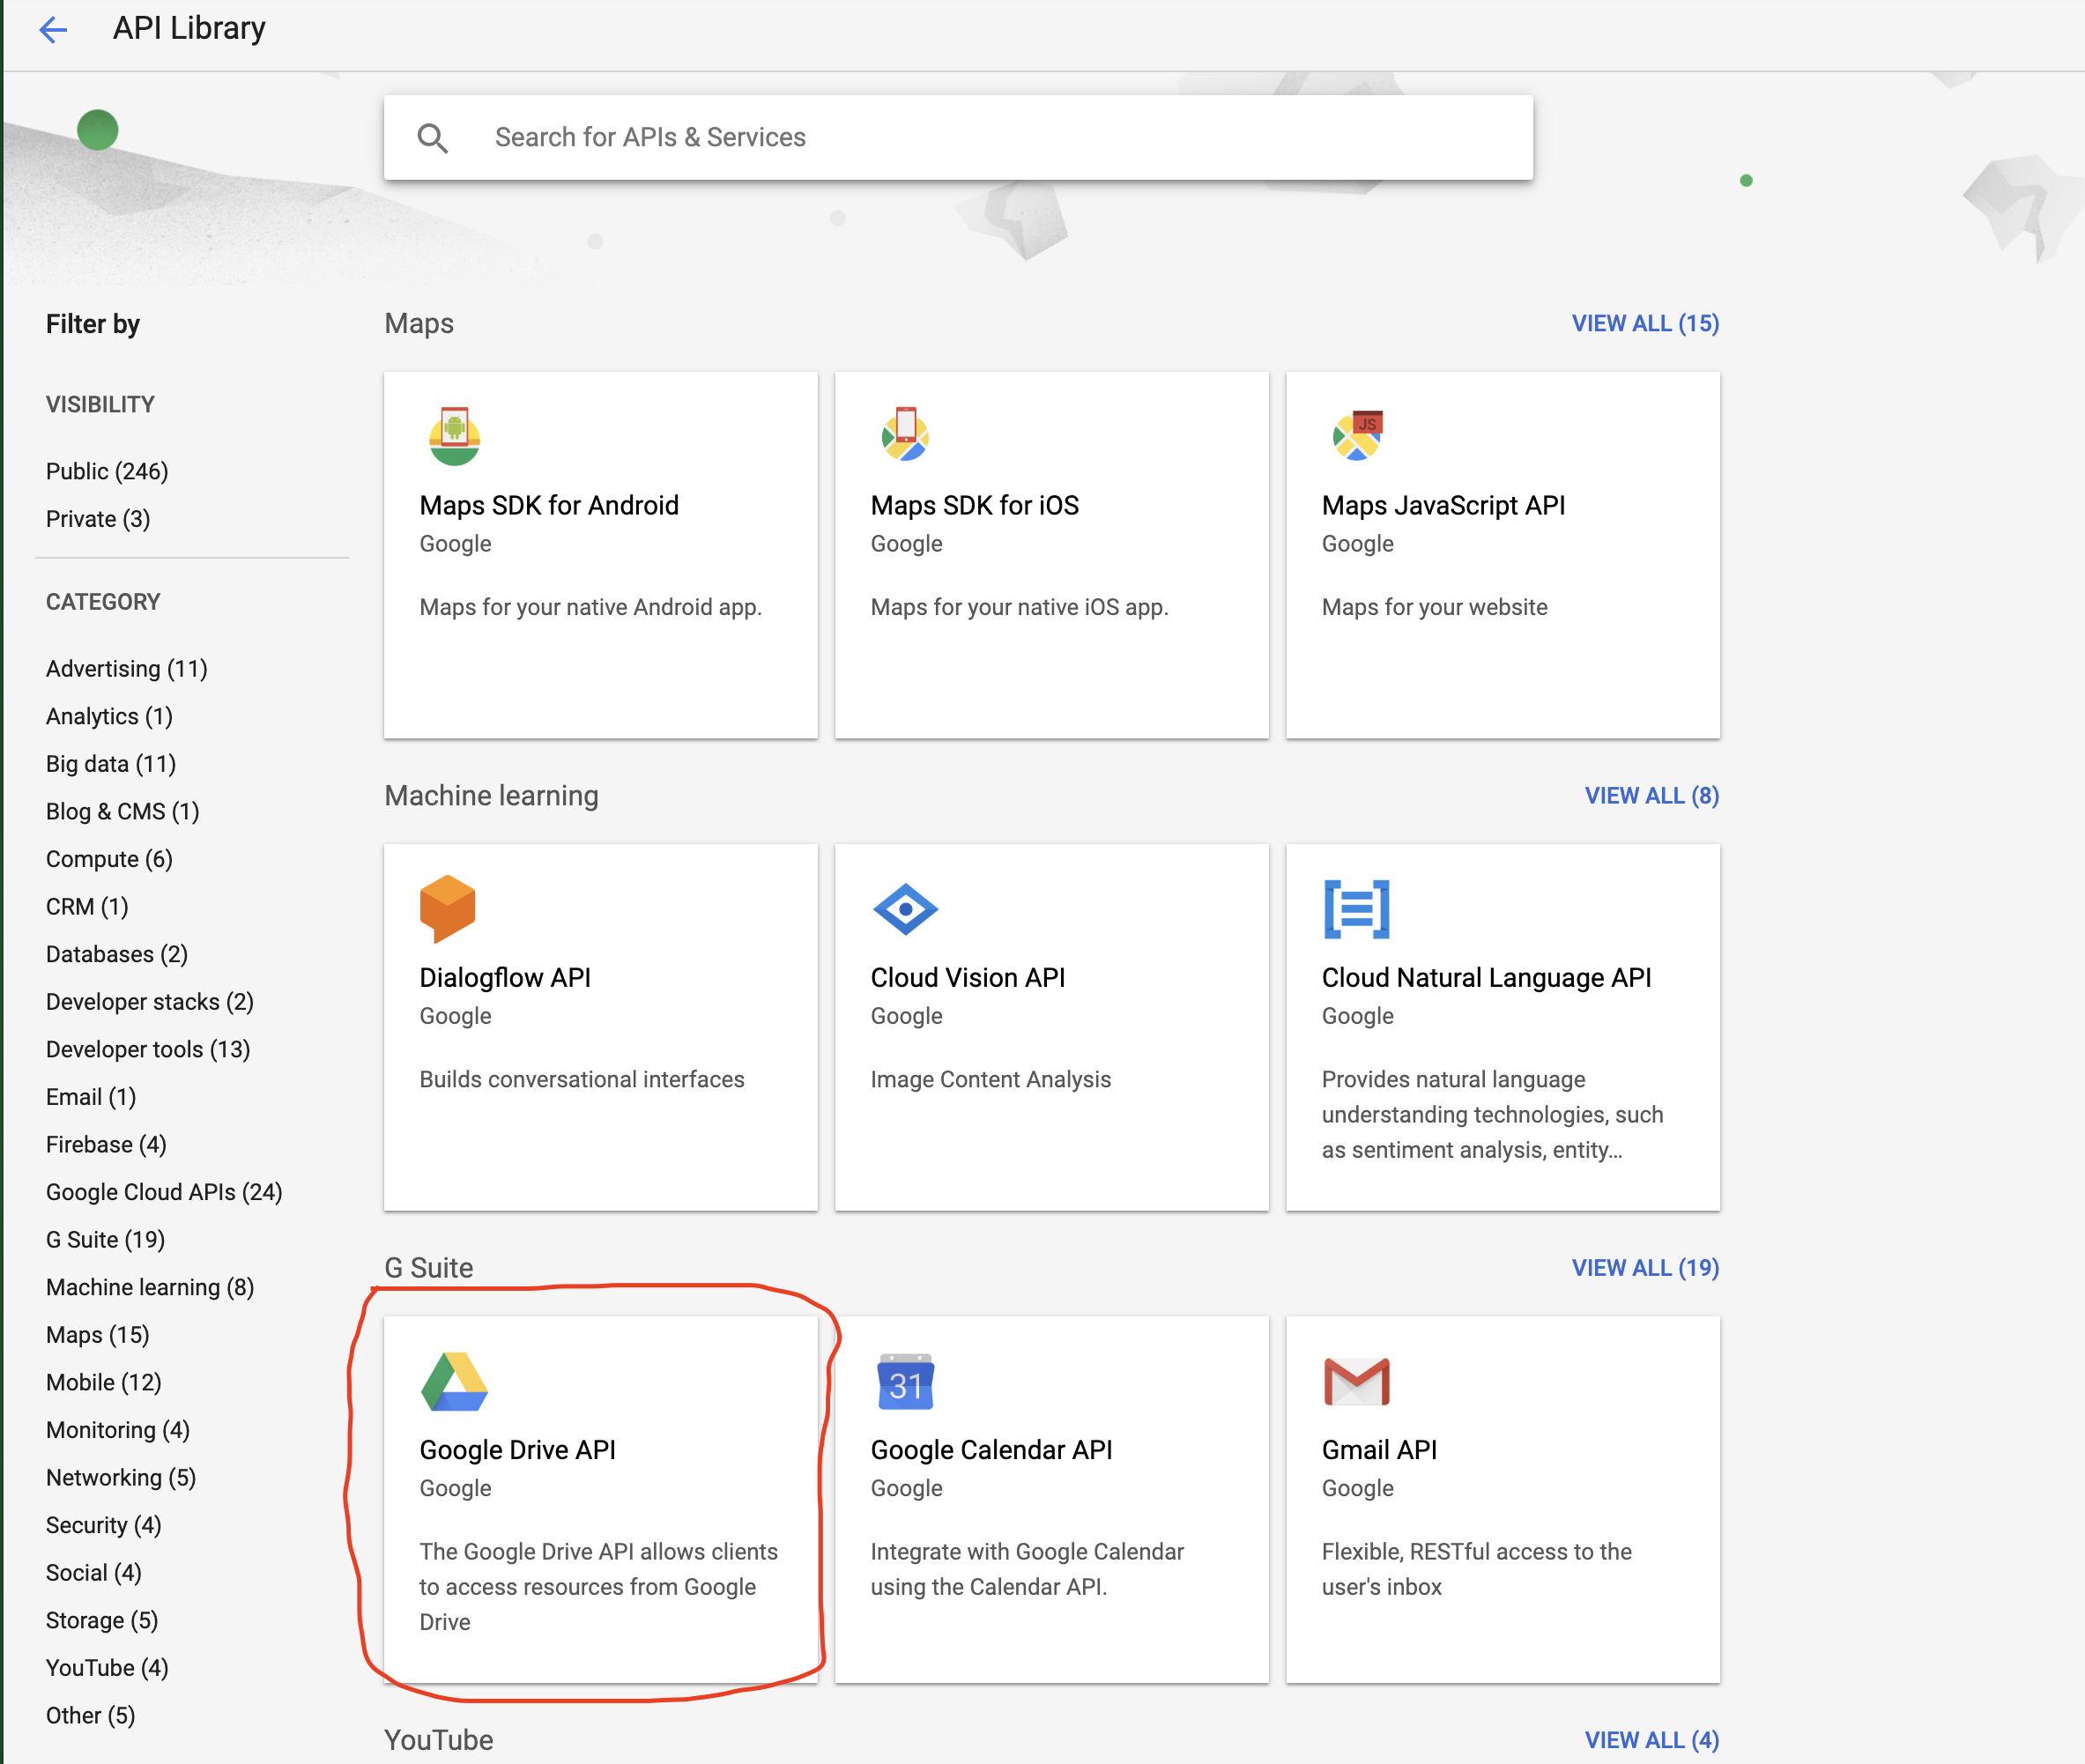 API Library
Search for APIs & Services
Filter by
VISIBILITY
Public (246)
Private (3)
CATEGORY
Advertising (11)
Analytics (1)
Big data (11)
Blog & CMS (1)
Compute (6)
CRM (1)
Databases (2)
Developer stacks (2)
Developer tools (13)
Email (1)
Firebase (4)
Google Cloud APIs (24)
G Suite (19)
Machine learning (8)
Maps (15)
Mobile (12)
Monitoring (4)
Networking (5)
Security (4)
Social (4)
Storage (5)
YouTube (4)
Other (5)
Maps
VIEW ALL (15)
Maps SDK for Android
Google
Maps for your native Android app.
Maps SDK for iOS
Google
Maps for your native iOS app.
JS
Maps JavaScript API
Google
Maps for your website
Machine learning
VIEW ALL (8)
Dialogflow API
Google
Builds conversational interfaces
Cloud Vision API
Google
Image Content Analysis
Cloud Natural Language API
Google
Provides natural language
understanding technologies, such
as sentiment analysis, entity...
G Suite
VIEW ALL (19)
Google Drive API
Google
The Google Drive API allows clients
to access resources from Google
Drive
31
Google Calendar API
Google
Integrate with Google Calendar
using the Calendar API.
Gmail API
Google
Flexible, RESTful access to the
user's inbox
YouTube
VIEW ALL (4)